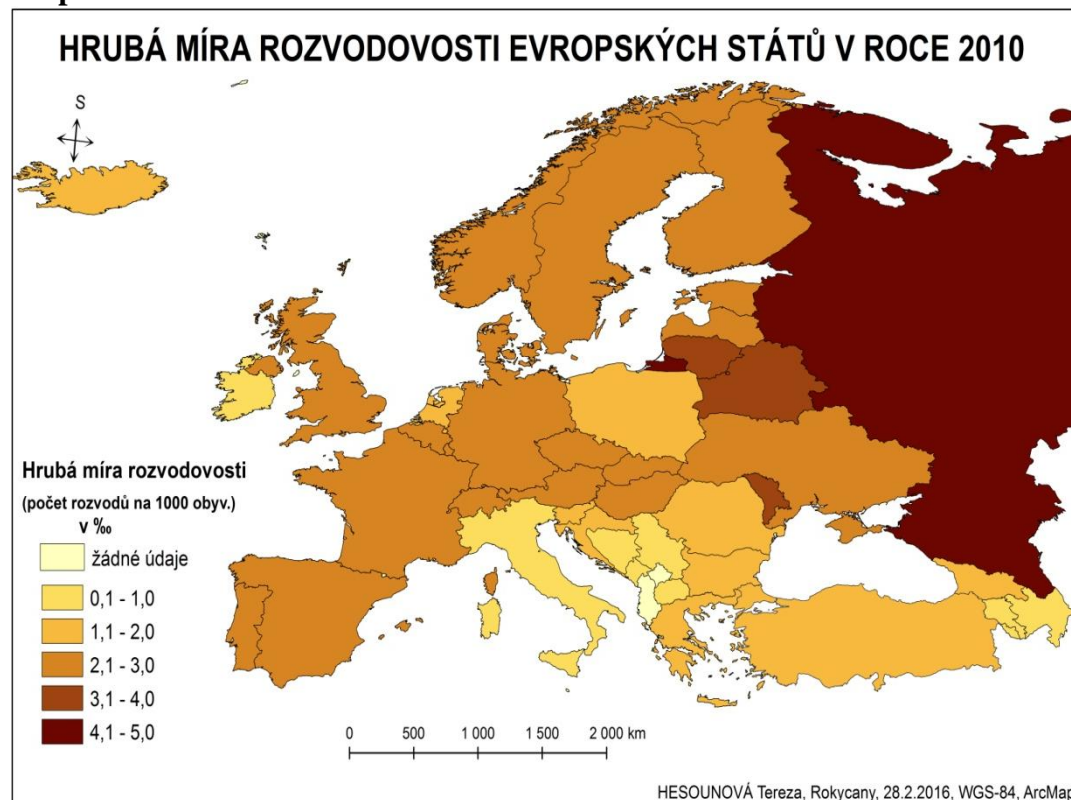 HRUBÁ MÍRA ROZVODOVOSTI EVROPSKÝCH STÁTŮ V ROCE 2010
S
Hrubá míra rozvodovosti
(počet rozvodů na 1000 obyv.)
v ‰
žádné údaje
0,1 - 1,0
1,1 - 2,0
2,1 - 3,0
3,1 - 4,0
4,1 - 5,0
0 500 1 000 1 500 2 000 km
HESOUNOVÁ Tereza, Rokycany, 28.2.2016, WGS-84, ArcMap